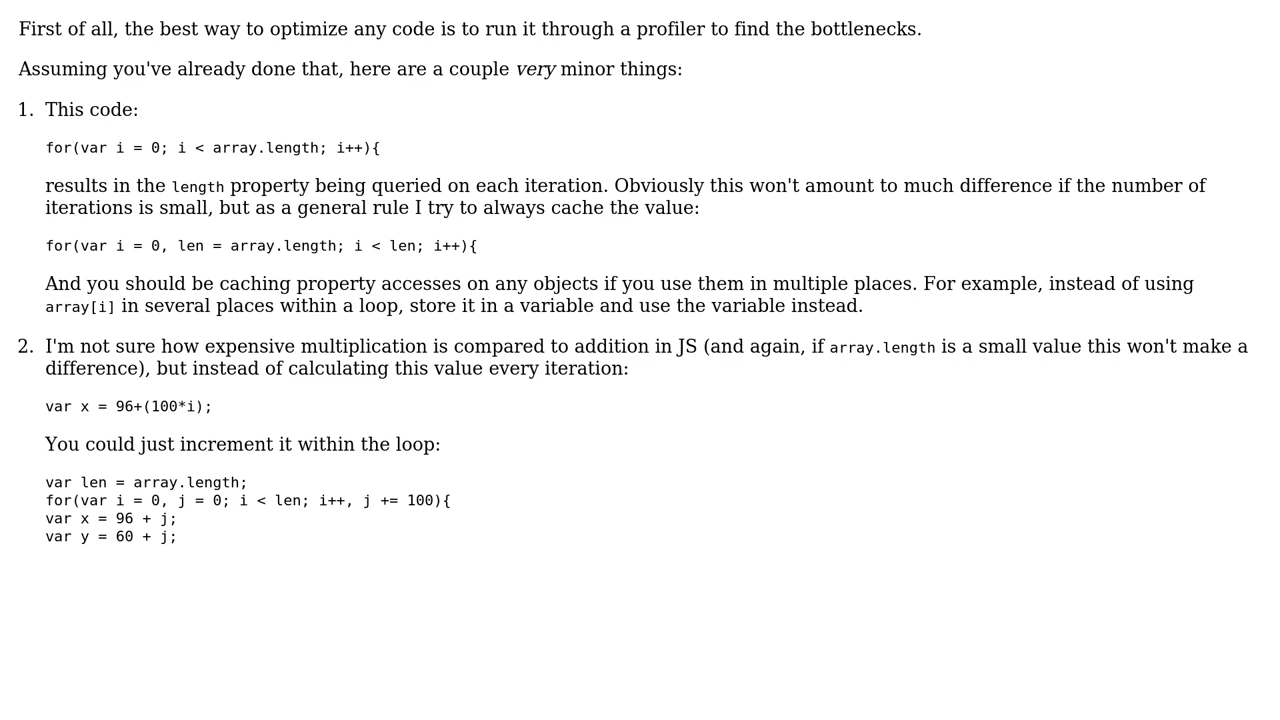 First of all, the best way to optimize any code is to run it through a profiler to find the bottlenecks.
Assuming you've already done that, here are a couple very minor things:
1. This code:
for(var i = 0; i < array.length; i++){
results in the length property being queried on each iteration. Obviously this won't amount to much difference if the number of
iterations is small, but as a general rule I try to always cache the value:
for(var i = 0, len = array.length; i < len; i++){
And you should be caching property accesses on any objects if you use them in multiple places. For example, instead of using
array[i] in several places within a loop, store it in a variable and use the variable instead.
2. I'm not sure how expensive multiplication is compared to addition in JS (and again, if array.length is a small value this won't make a
difference), but instead of calculating this value every iteration:
var x = 96+(100*i);
You could just increment it within the loop:
var len = array.length;
for(var i = 0, j = 0; i < len; i++, j += 100){
var x = 96 + j;
var y = 60 + j;